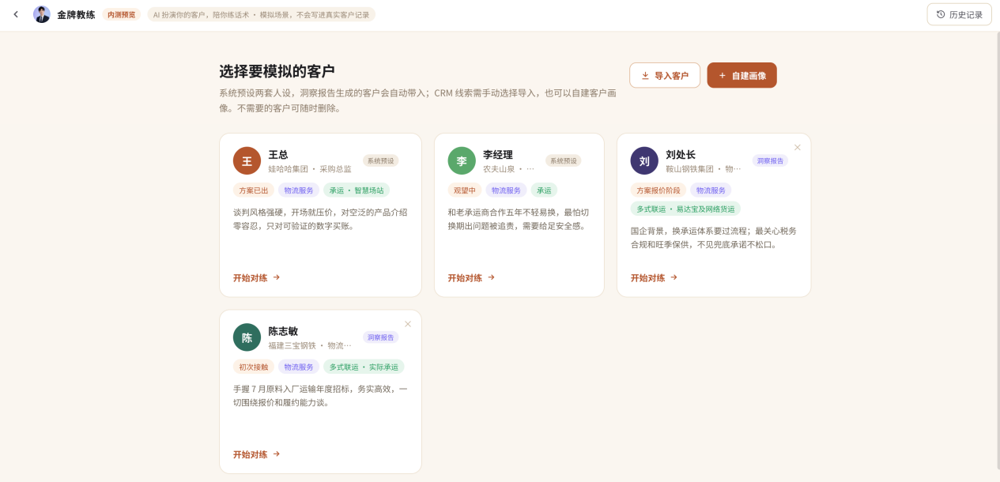 金牌教练 内测预览 AI 扮演你的客户，陪你练话术 · 模拟场景，不会写进真实客户记录 历史记录
选择要模拟的客户
导入客户
+ 自建画像
系统预设两套人设，洞察报告生成的客户会自动带入；CRM 线索需手动选择导入，也可以自建客户画
像。不需要的客户可随时删除。
王
王总
娃哈哈集团 · 采购总监
系统预设
方案已出 物流服务 承运 · 智慧场站
谈判风格强硬，开场就压价，对空泛的产品介绍
零容忍，只对可验证的数字买账。
开始对练 →
李
李经理
农夫山泉 · ···
系统预设
观望中 物流服务 承运
和老承运商合作五年不轻易换，最怕切
换期出问题被追责，需要给足安全感。
开始对练 →
刘
刘处长
鞍山钢铁集团 · 物···
洞察报告
方案报价阶段 物流服务
多式联运 · 易达宝及网络货运
国企背景，换承运体系要过流程；最关心税务
合规和旺季保供，不见兜底承诺不松口。
开始对练 →
陈
陈志敏
福建三宝钢铁 · 物流···
洞察报告
初次接触 物流服务 多式联运 · 实际承运
手握 7 月原料入厂运输年度招标，务实高效，一
切围绕报价和履约能力谈。
开始对练 →